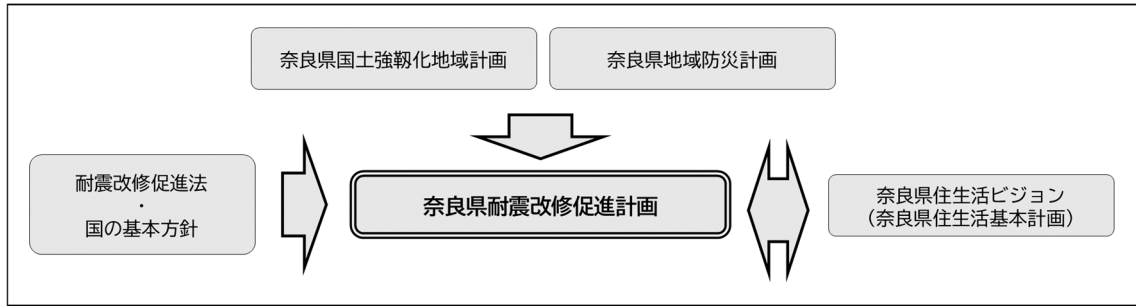 奈良県国土強靱化地域計画
奈良県地域防災計画
耐震改修促進法
・
国の基本方針
奈良県耐震改修促進計画
奈良県住生活ビジョン
（奈良県住生活基本計画）